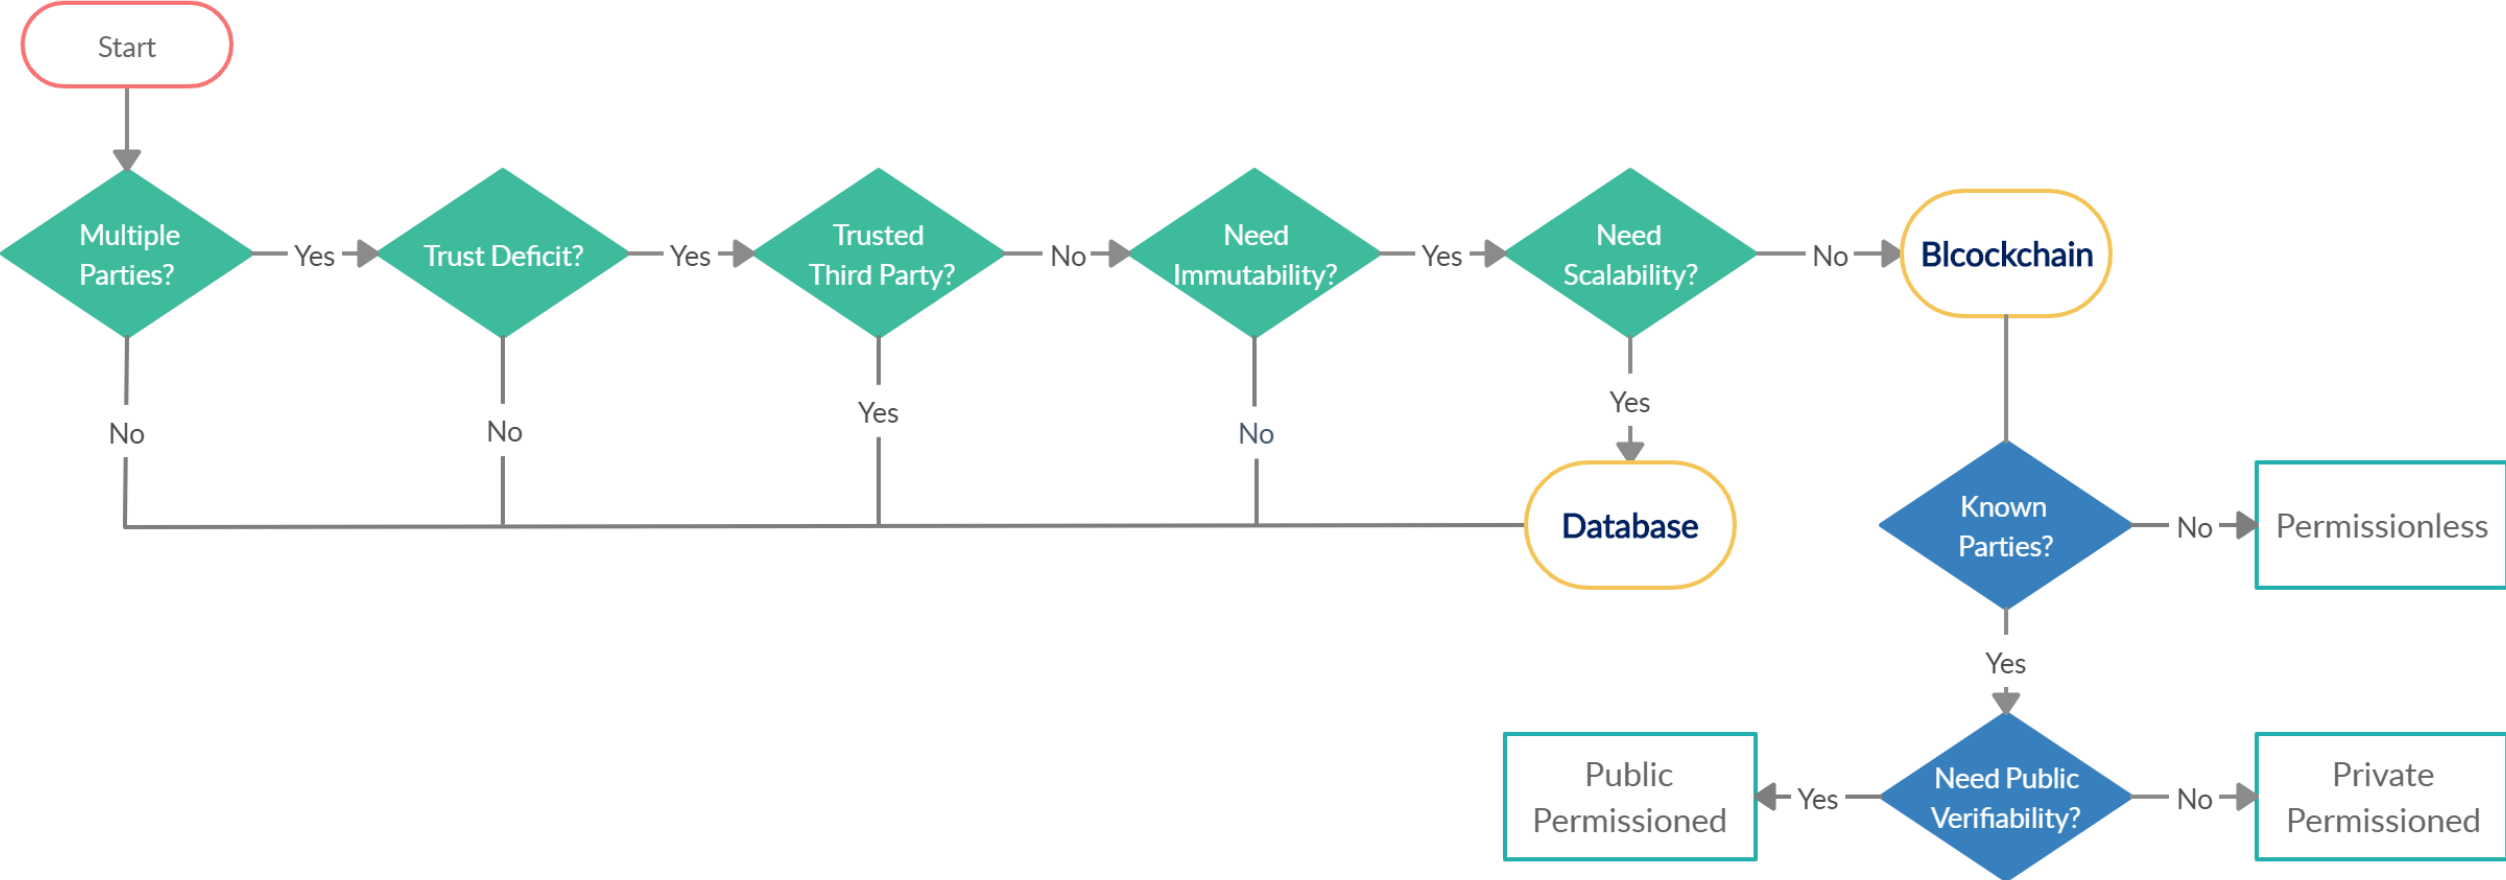 Start
Multiple
Parties?
Yes
Trust Deficit?
Yes
Trusted
Third Party?
No
Need
Immutability?
Yes
Need
Scalability?
No
Blcockchain
No
No
Yes
No
Yes
Database
Known
Parties?
No
Permissionless
Yes
Public
Permissioned
Yes
Need Public
Verifiability?
No
Private
Permissioned